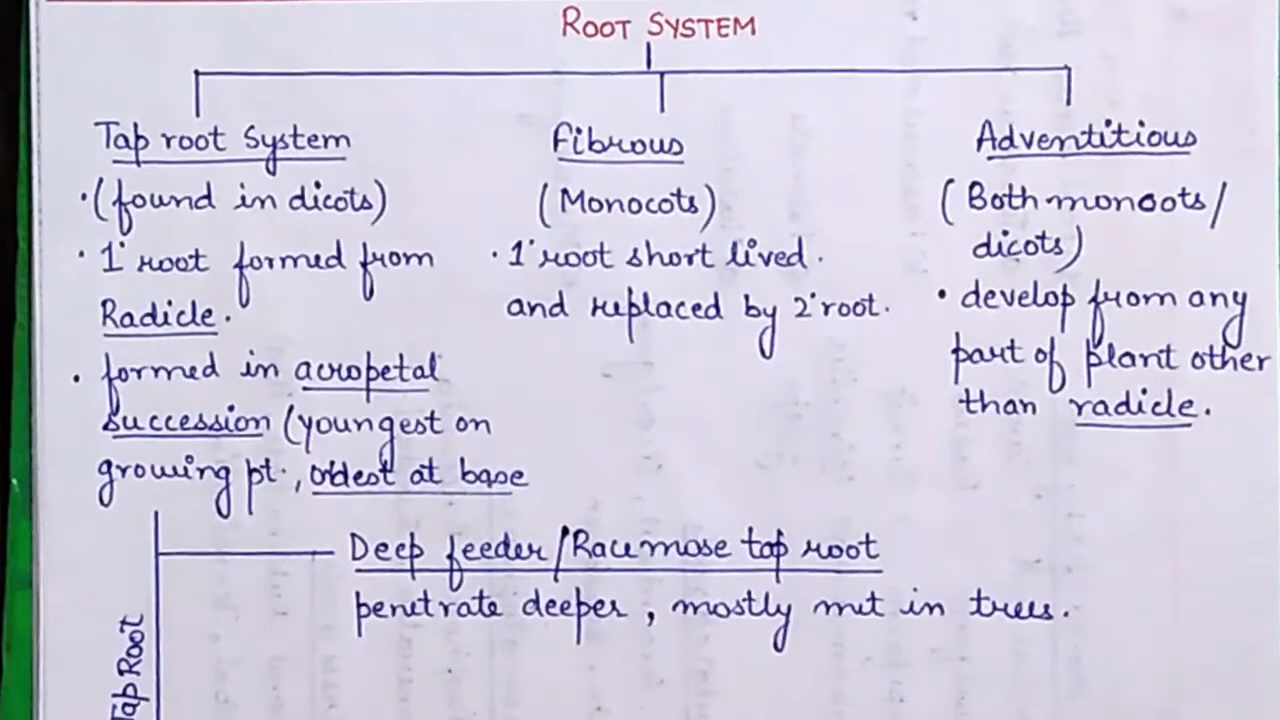 ROOT SYSTEM
Tap root System
·(found in dicots)
· 1° root formed from
Radicle.
· formed in acropetal
succession (youngest on
growing pt., oldest at base
Fibrous
(Monocots)
· 1° root short lived.
and replaced by 2° root.
Adventitious
(Both monoots/
dicots)
· develop from any
part of plant other
than radicle.
Tap Root
Deep feeder/Racemose tap root
penetrate deeper, mostly met in trees.